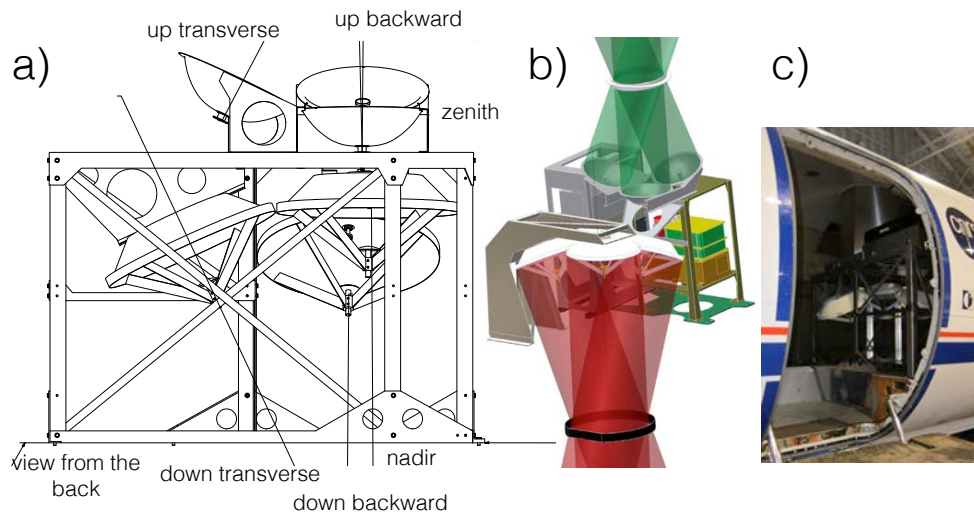 a)
up transverse
up backward
zenith
view from the
back
down transverse
nadir
down backward
b)
c)